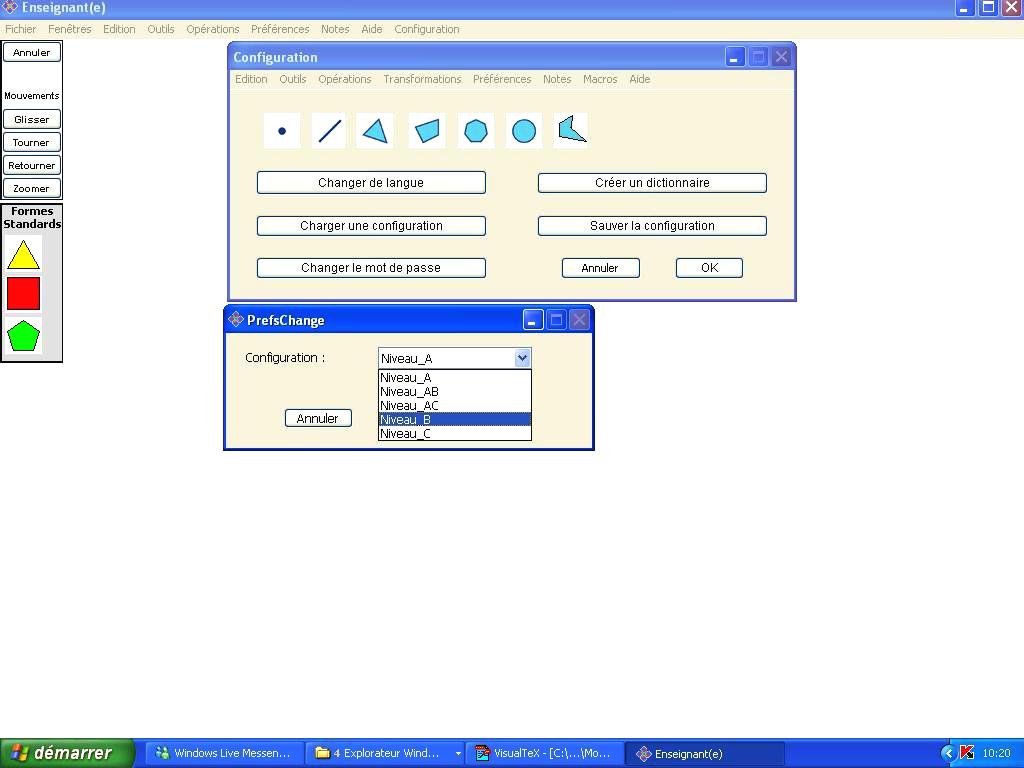 Enseignant(e)
Fichier Fenêtres Edition Outils Opérations Préférences Notes Aide Configuration
Annuler
Mouvements
Glisser
Tourner
Retourner
Zoomer
Formes
Standards
Configuration
Edition Outils Opérations Transformations Préférences Notes Macros Aide
Changer de langue Créer un dictionnaire
Charger une configuration Sauver la configuration
Changer le mot de passe Annuler OK
PrefsChange
Configuration : Niveau_A
Niveau_A
Niveau_AB
Niveau_AC
Niveau_B
Niveau_C
Annuler
démarrer Windows Live Messen... 4 Explorateur Wind... VisualTeX - [C:\...\Mo... Enseignant(e) 10:20